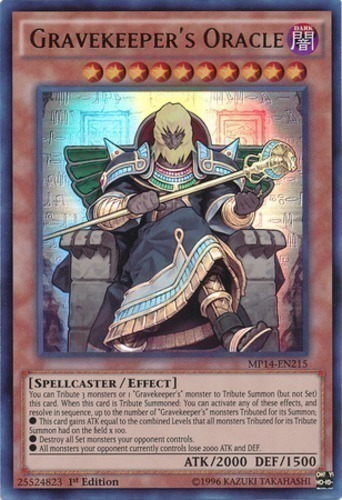 GRAVEKEEPER'S ORACLE
DARK
闇
MP14-EN215
[SPELLCASTER / EFFECT]
You can Tribute 3 monsters or 1 "Gravekeeper's" monster to Tribute Summon (but not Set)
this card. When this card is Tribute Summoned: You can activate any of these effects, and
resolve in sequence, up to the number of "Gravekeeper's" monsters Tributed for its Summon;
● This card gains ATK equal to the combined Levels that all monsters Tributed for its Tribute
Summon had on the field x 100.
● Destroy all Set monsters your opponent controls.
● All monsters your opponent currently controls lose 2000 ATK and DEF.
ATK/2000 DEF/1500
25524823 1st Edition ©1996 KAZUKI TAKAHASHI